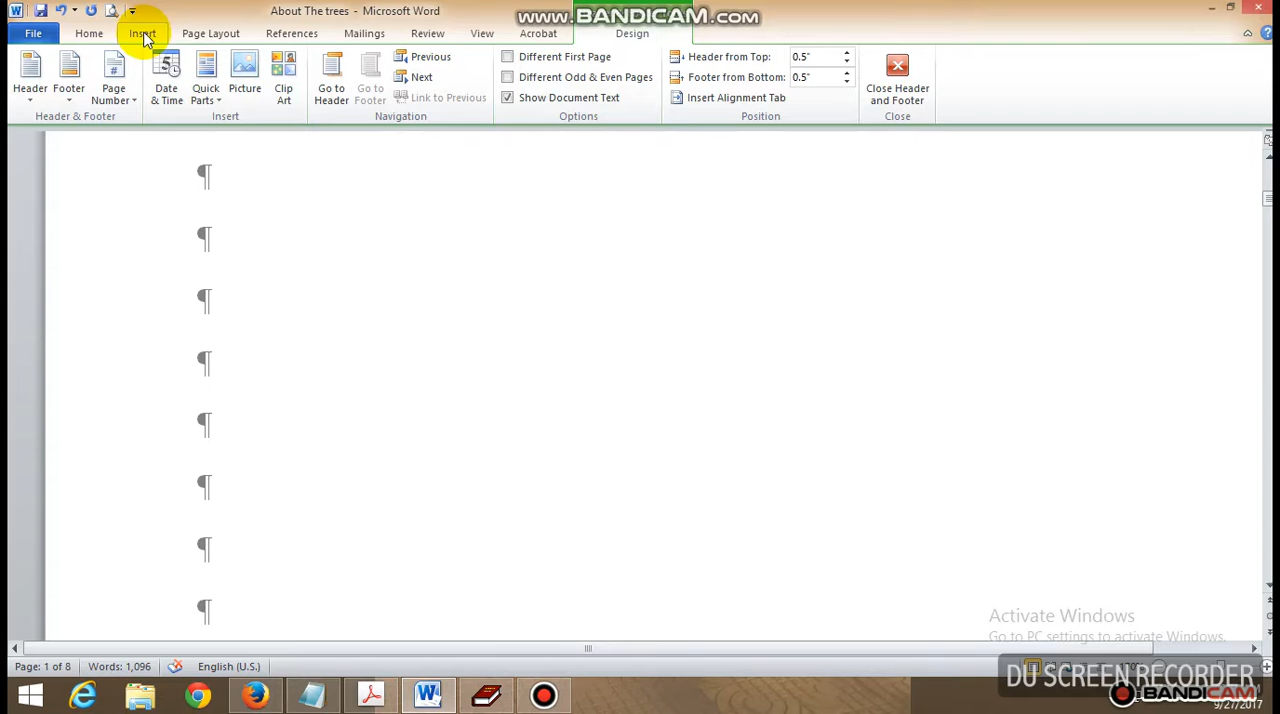 About The trees - Microsoft Word
www.BANDICAM.com
File Home Insert Page Layout References Mailings Review View Acrobat Design
Header Footer Page Number
Date & Time Quick Parts Picture Clip Art
Go to Header Go to Footer
Previous
Next
Link to Previous
Different First Page
Different Odd & Even Pages
Show Document Text
Header from Top: 0.5"
Footer from Bottom: 0.5"
Insert Alignment Tab
Close Header and Footer
Header & Footer Insert Navigation Options Position Close
¶
¶
¶
¶
¶
¶
¶
¶
Activate Windows
Go to PC settings to activate Windows.
Page: 1 of 8 Words: 1,096 English (U.S.)
DU SCREEN RECORDER
BANDICAM
9/27/2017